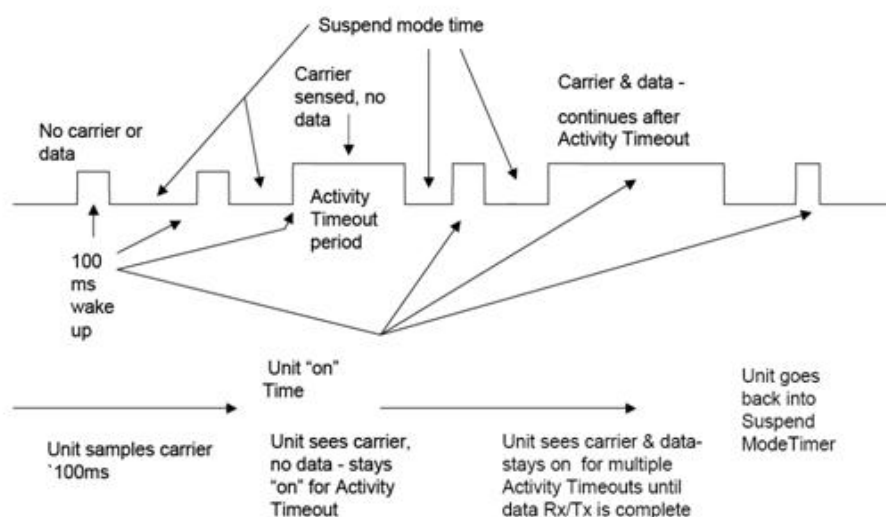 Suspend mode time
Carrier
sensed, no
data
Carrier & data -
continues after
Activity Timeout
No carrier or
data
Activity
Timeout
period
100
ms
wake
up
Unit “on”
Time
Unit goes
back into
Suspend
ModeTimer
Unit samples carrier
`100ms
Unit sees carrier,
no data - stays
“on” for Activity
Timeout
Unit sees carrier & data-
stays on for multiple
Activity Timeouts until
data Rx/Tx is complete